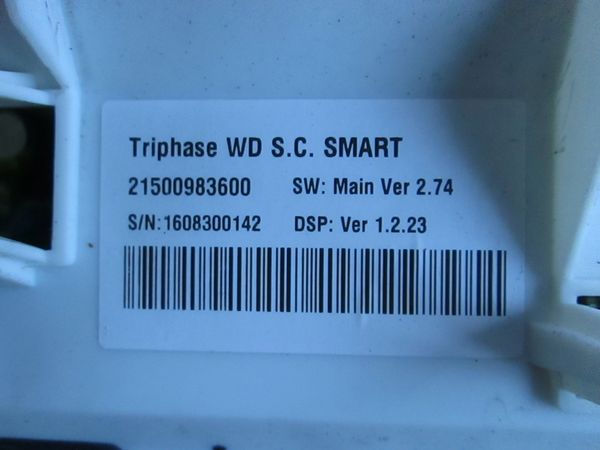 Triphase WD S.C. SMART
21500983600 SW: Main Ver 2.74
S/N:1608300142 DSP: Ver 1.2.23